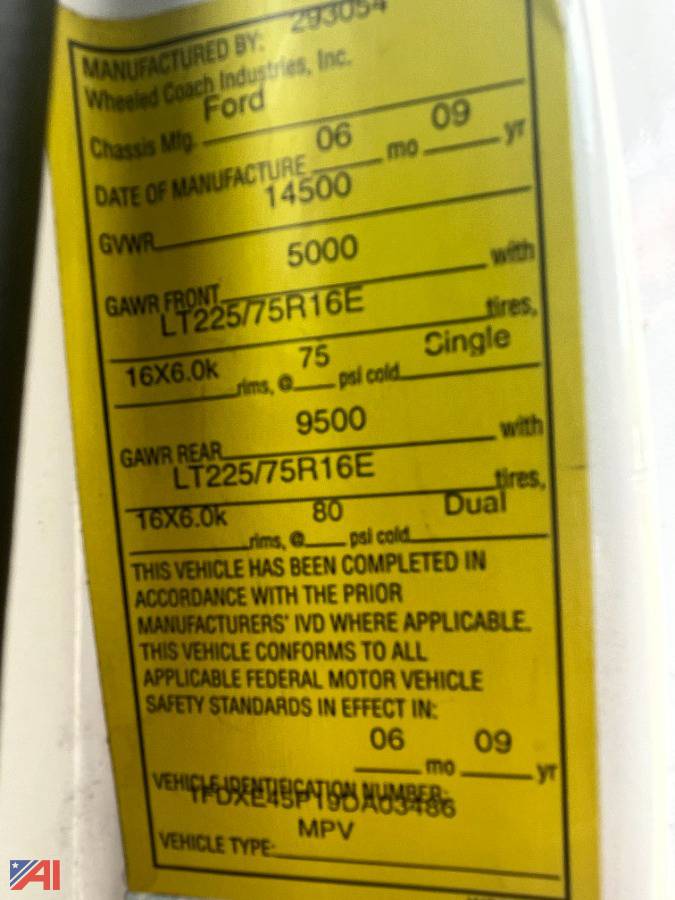 293054
MANUFACTURED BY:
Wheeled Coach Industries, Inc.
Ford
Chassis Mfg.
06 09
DATE OF MANUFACTURE mo yr
14500
GVWR
5000
GAWR FRONT with
LT225/75R16E tires,
16X6.0k 75 Single
rims, @ psi cold
9500
GAWR REAR with
LT225/75R16E tires,
16X6.0k 80 Dual
rims, @ psi cold
THIS VEHICLE HAS BEEN COMPLETED IN
ACCORDANCE WITH THE PRIOR
MANUFACTURERS' IVD WHERE APPLICABLE.
THIS VEHICLE CONFORMS TO ALL
APPLICABLE FEDERAL MOTOR VEHICLE
SAFETY STANDARDS IN EFFECT IN:
06 09
mo yr
VEHICLE IDENTIFICATION NUMBER:
1FDXE45P19DA03486
MPV
VEHICLE TYPE:
AI